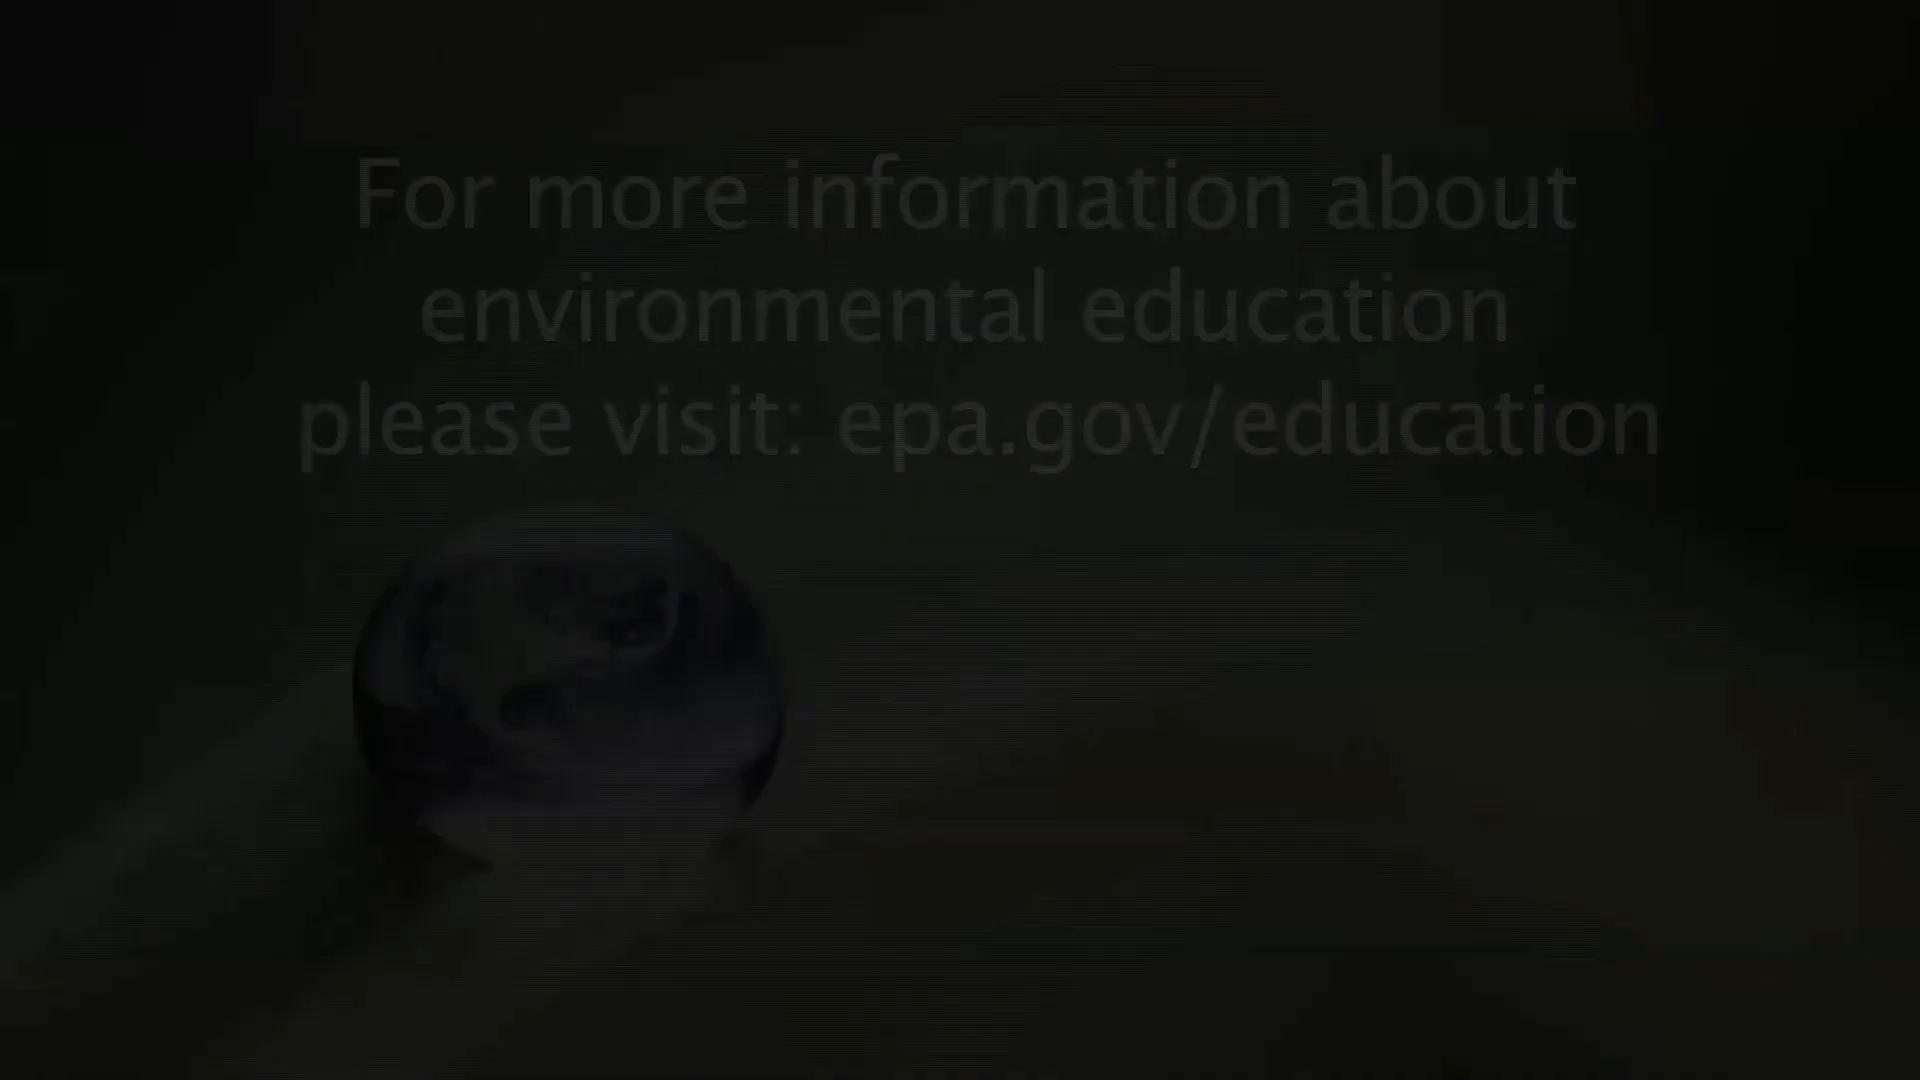 For more information about
environmental education
please visit: epa.gov/education